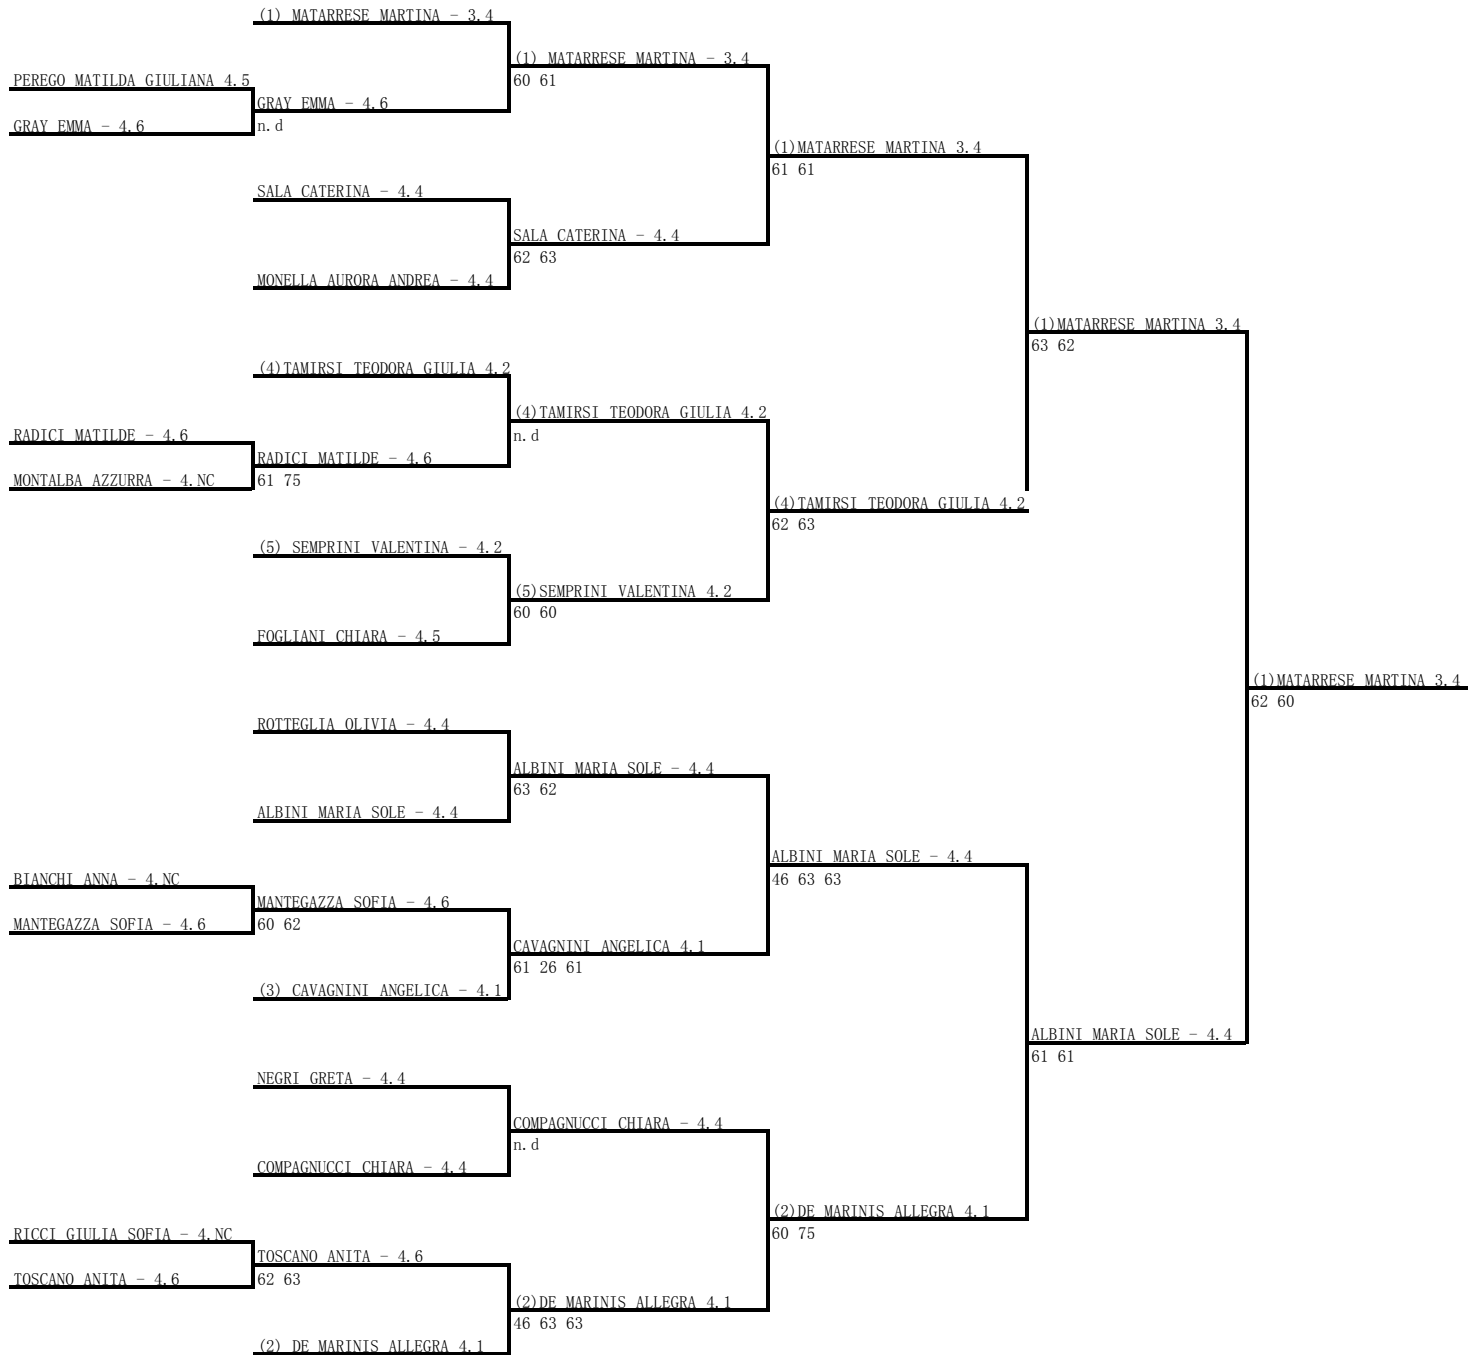 (1) MATARRESE MARTINA - 3.4
(1) MATARRESE MARTINA - 3.4
PEREGO MATILDA GIULIANA 4.5
60 61
GRAY EMMA - 4.6
GRAY EMMA - 4.6
n.d
(1)MATARRESE MARTINA 3.4
61 61
SALA CATERINA - 4.4
SALA CATERINA - 4.4
62 63
MONELLA AURORA ANDREA - 4.4
(1)MATARRESE MARTINA 3.4
63 62
(4)TAMIRSI TEODORA GIULIA 4.2
(4)TAMIRSI TEODORA GIULIA 4.2
RADICI MATILDE - 4.6
n.d
RADICI MATILDE - 4.6
MONTALBA AZZURRA - 4.NC
61 75
(4)TAMIRSI TEODORA GIULIA 4.2
62 63
(5) SEMPRINI VALENTINA - 4.2
(5)SEMPRINI VALENTINA 4.2
60 60
FOGLIANI CHIARA - 4.5
(1)MATARRESE MARTINA 3.4
62 60
ROTTEGLIA OLIVIA - 4.4
ALBINI MARIA SOLE - 4.4
63 62
ALBINI MARIA SOLE - 4.4
ALBINI MARIA SOLE - 4.4
46 63 63
BIANCHI ANNA - 4.NC
MANTEGAZZA SOFIA - 4.6
MANTEGAZZA SOFIA - 4.6
60 62
CAVAGNINI ANGELICA 4.1
61 26 61
(3) CAVAGNINI ANGELICA - 4.1
ALBINI MARIA SOLE - 4.4
61 61
NEGRI GRETA - 4.4
COMPAGNUCCI CHIARA - 4.4
n.d
COMPAGNUCCI CHIARA - 4.4
(2)DE MARINIS ALLEGRA 4.1
60 75
RICCI GIULIA SOFIA - 4.NC
TOSCANO ANITA - 4.6
TOSCANO ANITA - 4.6
62 63
(2)DE MARINIS ALLEGRA 4.1
46 63 63
(2) DE MARINIS ALLEGRA 4.1